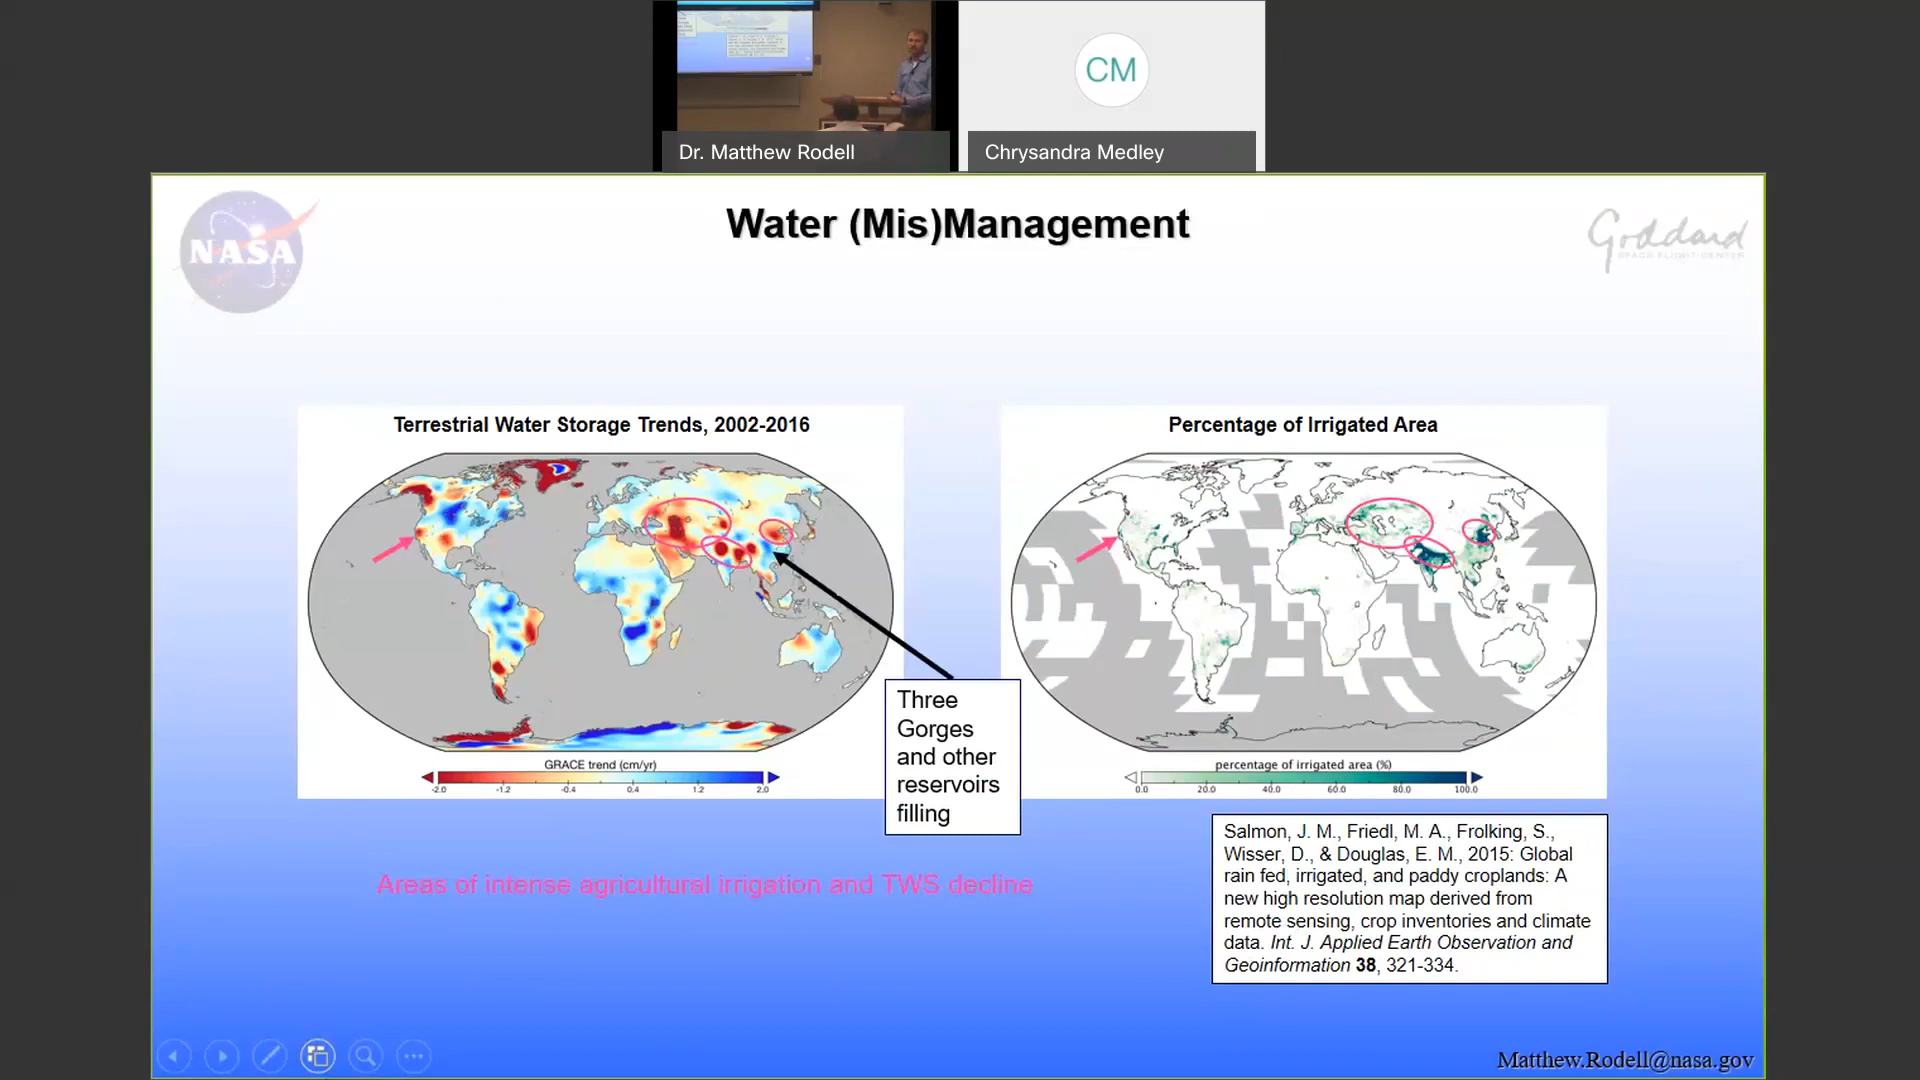 CM
Dr. Matthew Rodell
Chrysandra Medley
NASA
Water (Mis)Management
Goddard
SPACE FLIGHT CENTER
Terrestrial Water Storage Trends, 2002-2016
GRACE trend (cm/yr)
-2.0 -1.2 -0.4 0.4 1.2 2.0
Percentage of Irrigated Area
percentage of irrigated area (%)
0.0 20.0 40.0 60.0 80.0 100.0
Three
Gorges
and other
reservoirs
filling
Areas of intense agricultural irrigation and TWS decline
Salmon, J. M., Friedl, M. A., Frolking, S.,
Wisser, D., & Douglas, E. M., 2015: Global
rain fed, irrigated, and paddy croplands: A
new high resolution map derived from
remote sensing, crop inventories and climate
data. Int. J. Applied Earth Observation and
Geoinformation 38, 321-334.
Matthew.Rodell@nasa.gov